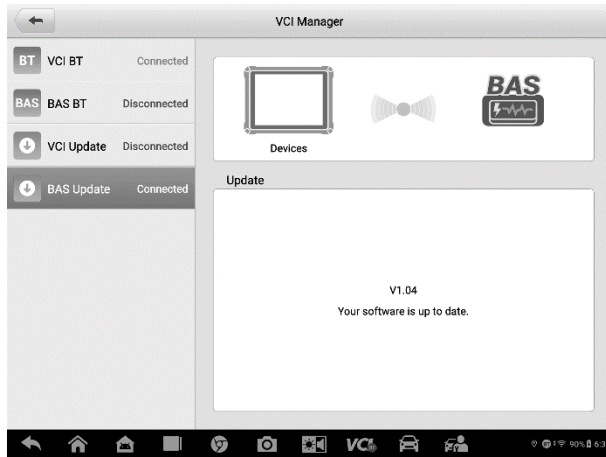 VCI Manager
BT VCI BT Connected
BAS BAS BT Disconnected
VCI Update Disconnected
BAS Update Connected
BAS
Devices
Update
V1.04
Your software is up to date.
VCI
90%